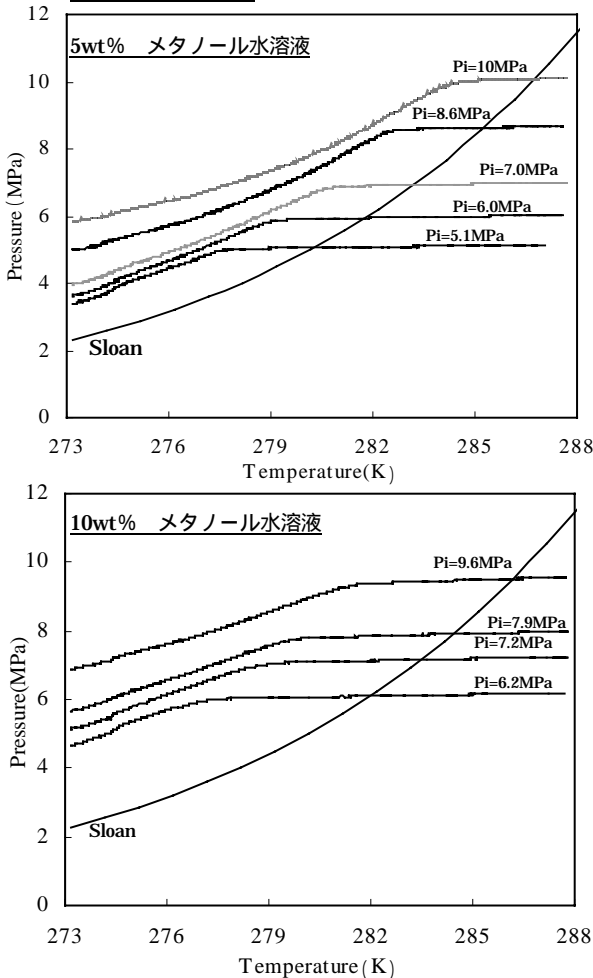 12
5wt%　メタノール水溶液
Pi=10MPa
10
Pi=8.6MPa
8
Pi=7.0MPa
Pi=6.0MPa
6
Pi=5.1MPa
4
Sloan
2
0
Pressure(MPa)
273 276 279 282 285 288
Temperature(K)
12
10wt%　メタノール水溶液
Pi=9.6MPa
10
Pi=7.9MPa
8
Pi=7.2MPa
Pi=6.2MPa
6
4
Sloan
2
0
Pressure(MPa)
273 276 279 282 285 288
Temperature(K)